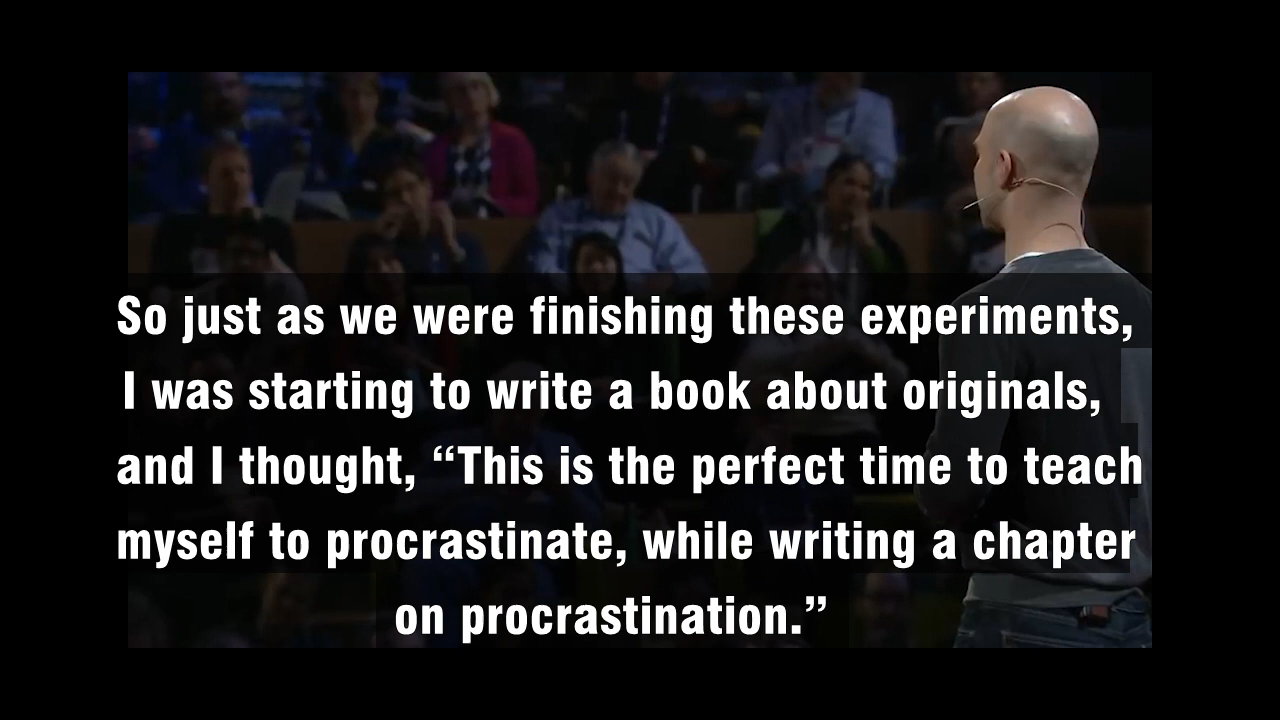 So just as we were finishing these experiments,
I was starting to write a book about originals,
and I thought, “This is the perfect time to teach
myself to procrastinate, while writing a chapter
on procrastination.”